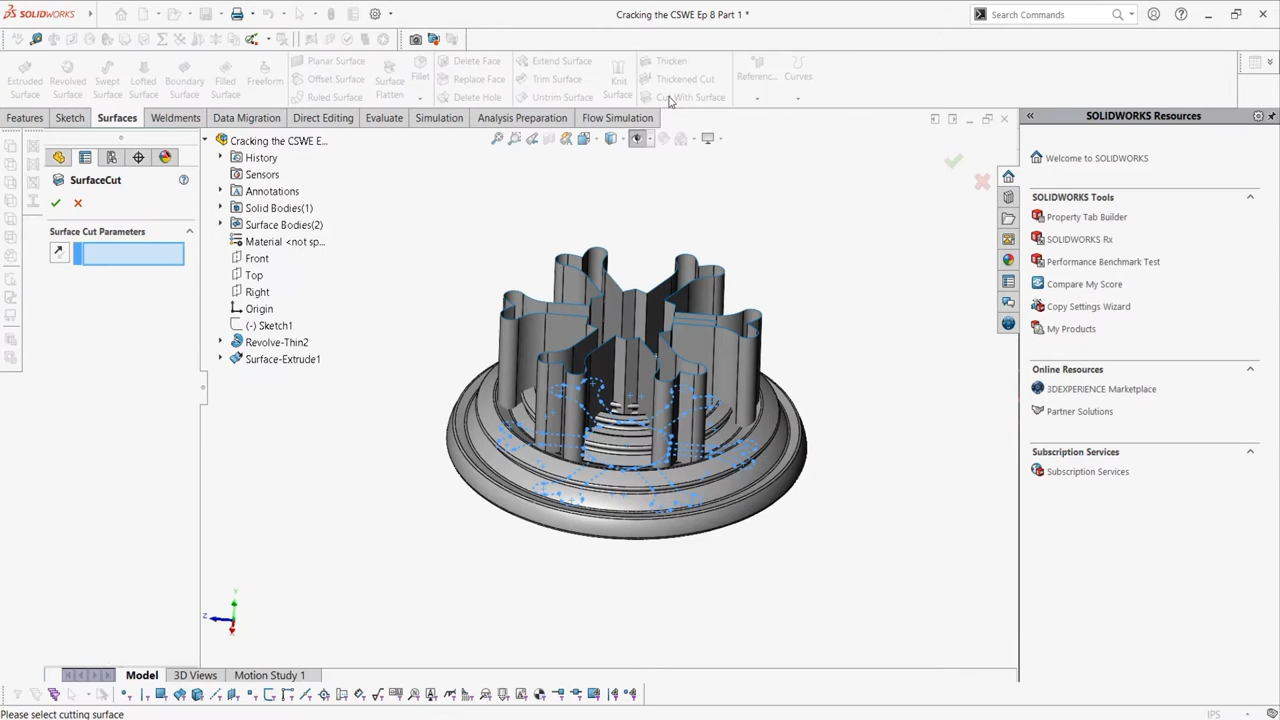 SOLIDWORKS
Cracking the CSWE Ep 8 Part 1 *
Search Commands
Extruded Surface
Revolved Surface
Swept Surface
Lofted Surface
Boundary Surface
Filled Surface
Freeform
Planar Surface
Offset Surface
Ruled Surface
Surface Flatten
Fillet
Delete Face
Replace Face
Delete Hole
Extend Surface
Trim Surface
Untrim Surface
Knit Surface
Thicken
Thickened Cut
Cut With Surface
Referenc...
Curves
Features
Sketch
Surfaces
Weldments
Data Migration
Direct Editing
Evaluate
Simulation
Analysis Preparation
Flow Simulation
SurfaceCut
Surface Cut Parameters
Cracking the CSWE E...
History
Sensors
Annotations
Solid Bodies(1)
Surface Bodies(2)
Material <not sp...
Front
Top
Right
Origin
(-) Sketch1
Revolve-Thin2
Surface-Extrude1
Y
Z
SOLIDWORKS Resources
Welcome to SOLIDWORKS
SOLIDWORKS Tools
Property Tab Builder
SOLIDWORKS Rx
Performance Benchmark Test
Compare My Score
Copy Settings Wizard
My Products
Online Resources
3DEXPERIENCE Marketplace
Partner Solutions
Subscription Services
Subscription Services
Model
3D Views
Motion Study 1
Please select cutting surface
IPS